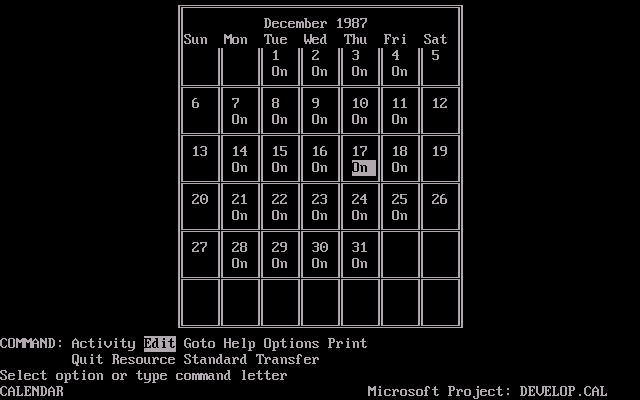 December 1987
Sun Mon Tue Wed Thu Fri Sat
1 2 3 4 5
On On On On
6 7 8 9 10 11 12
On On On On On
13 14 15 16 17 18 19
On On On On On
20 21 22 23 24 25 26
On On On On On
27 28 29 30 31
On On On On
COMMAND: Activity Edit Goto Help Options Print
Quit Resource Standard Transfer
Select option or type command letter
CALENDAR Microsoft Project: DEVELOP.CAL